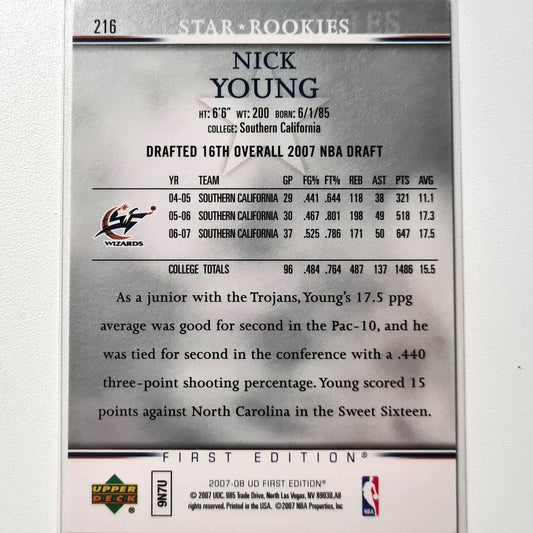 216
STAR★ROOKIES
NICK
YOUNG
HT: 6'6" WT: 200 BORN: 6/1/85
COLLEGE: Southern California
DRAFTED 16TH OVERALL 2007 NBA DRAFT
YR TEAM GP FG% FT% REB AST PTS AVG
04-05 SOUTHERN CALIFORNIA 29 .441 .644 118 38 321 11.1
05-06 SOUTHERN CALIFORNIA 30 .467 .801 198 49 518 17.3
06-07 SOUTHERN CALIFORNIA 37 .525 .786 171 50 647 17.5
WIZARDS
COLLEGE TOTALS 96 .484 .764 487 137 1486 15.5
As a junior with the Trojans, Young's 17.5 ppg
average was good for second in the Pac-10, and he
was tied for second in the conference with a .440
three-point shooting percentage. Young scored 15
points against North Carolina in the Sweet Sixteen.
FIRST EDITION®
UPPER
DECK
9N7U
2007-08 UD FIRST EDITION®
© 2007 UDC. 985 Trade Drive, North Las Vegas, NV 89030. All
rights reserved. Printed in the USA. ©2007 NBA Properties, Inc
NBA